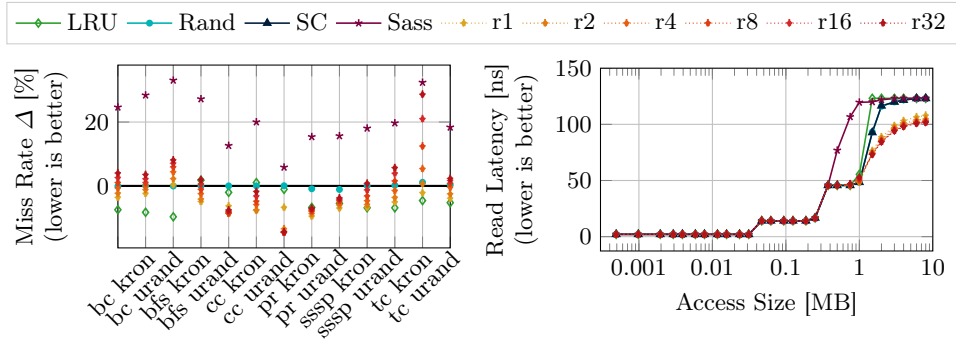 LRU Rand SC Sass r1 r2 r4 r8 r16 r32
Miss Rate Δ [%]
(lower is better)
20
0
bc kron
bc urand
bfs kron
bfs urand
cc kron
cc urand
pr kron
pr urand
sssp kron
sssp urand
tc kron
tc urand
Read Latency [ns]
(lower is better)
150
100
50
0
0.001 0.01 0.1 1 10
Access Size [MB]